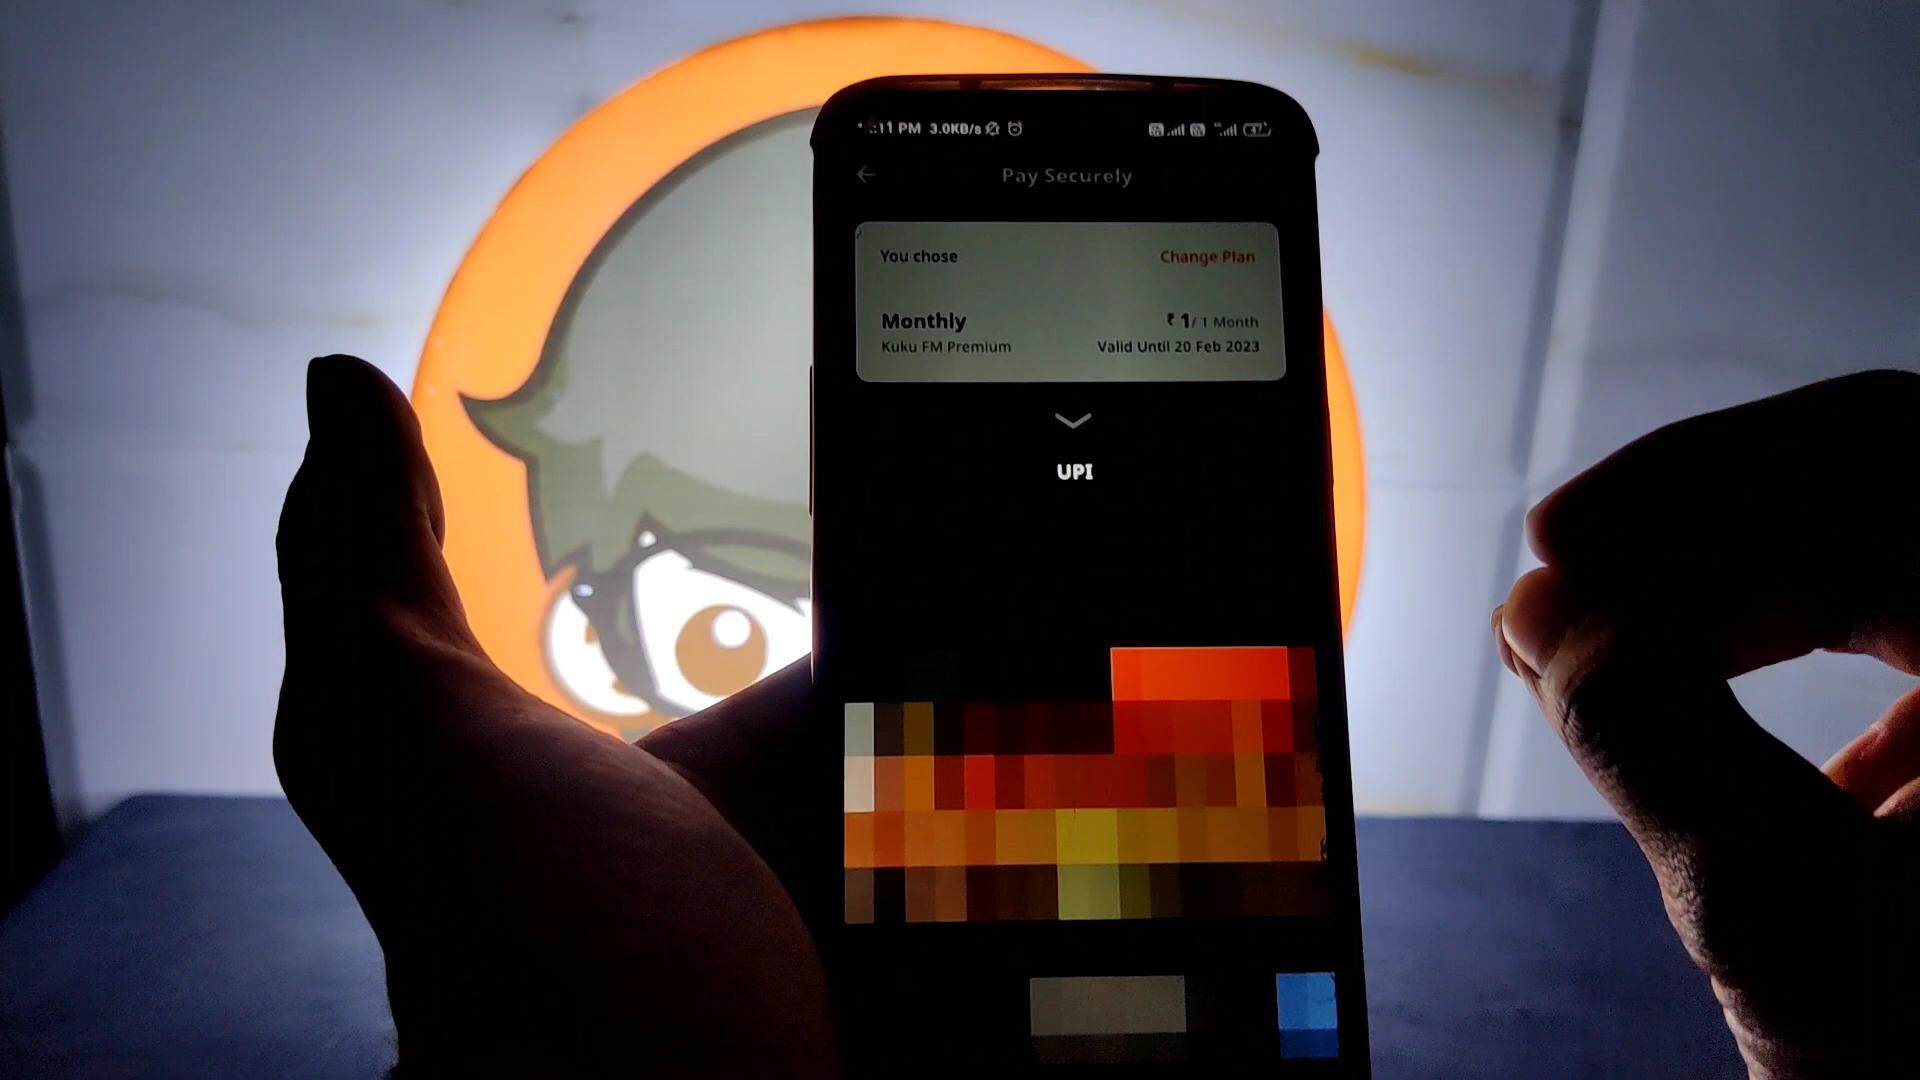 :11 PM 3.0KB/s
Pay Securely
You chose Change Plan
Monthly ₹ 1/ 1 Month
Kuku FM Premium Valid Until 20 Feb 2023
UPI